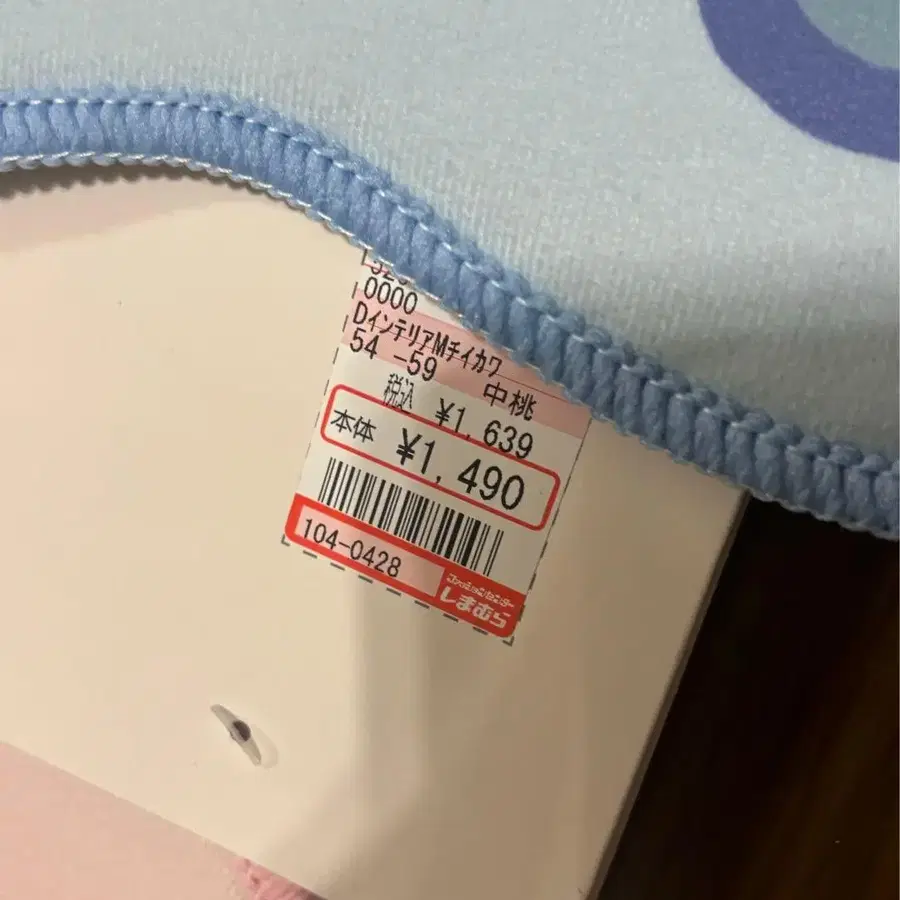 0000
DインテリアMチイカワ
54 -59 中桃
税込 ¥1,639
本体 ¥1,490
104-0428
ファッションセンター
しまむら